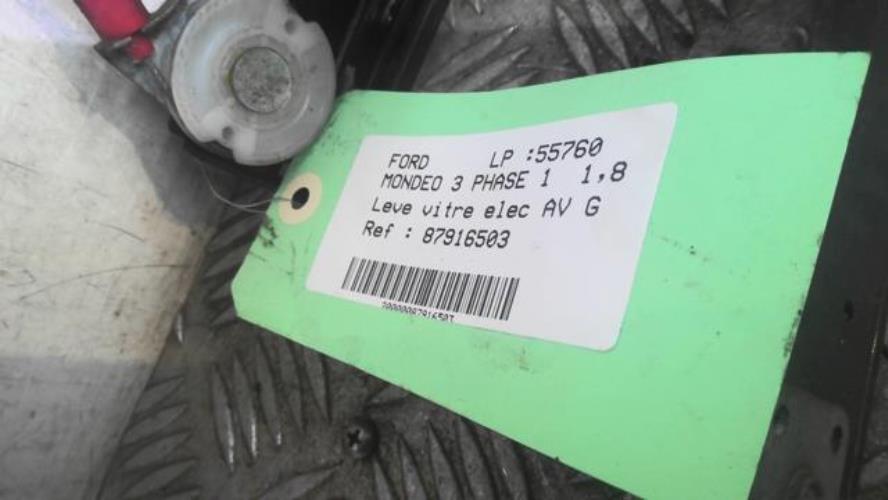 FORD LP :55760
MONDEO 3 PHASE 1 1,8
Leve vitre elec AV G
Ref : 87916503